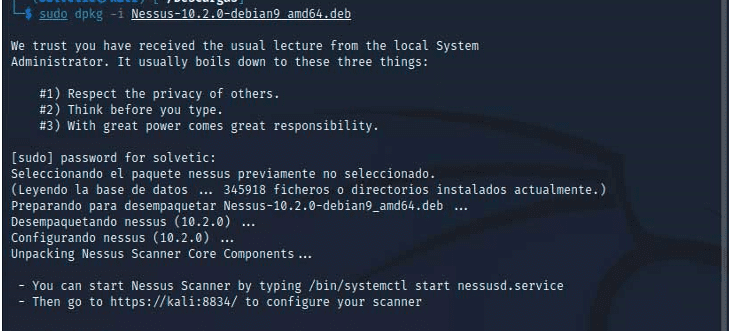 $ sudo dpkg -i Nessus-10.2.0-debian9_amd64.deb
We trust you have received the usual lecture from the local System
Administrator. It usually boils down to these three things:
#1) Respect the privacy of others.
#2) Think before you type.
#3) With great power comes great responsibility.
[sudo] password for solvetic:
Seleccionando el paquete nessus previamente no seleccionado.
(Leyendo la base de datos ... 345918 ficheros o directorios instalados actualmente.)
Preparando para desempaquetar Nessus-10.2.0-debian9_amd64.deb ...
Desempaquetando nessus (10.2.0) ...
Configurando nessus (10.2.0) ...
Unpacking Nessus Scanner Core Components...
- You can start Nessus Scanner by typing /bin/systemctl start nessusd.service
- Then go to https://kali:8834/ to configure your scanner